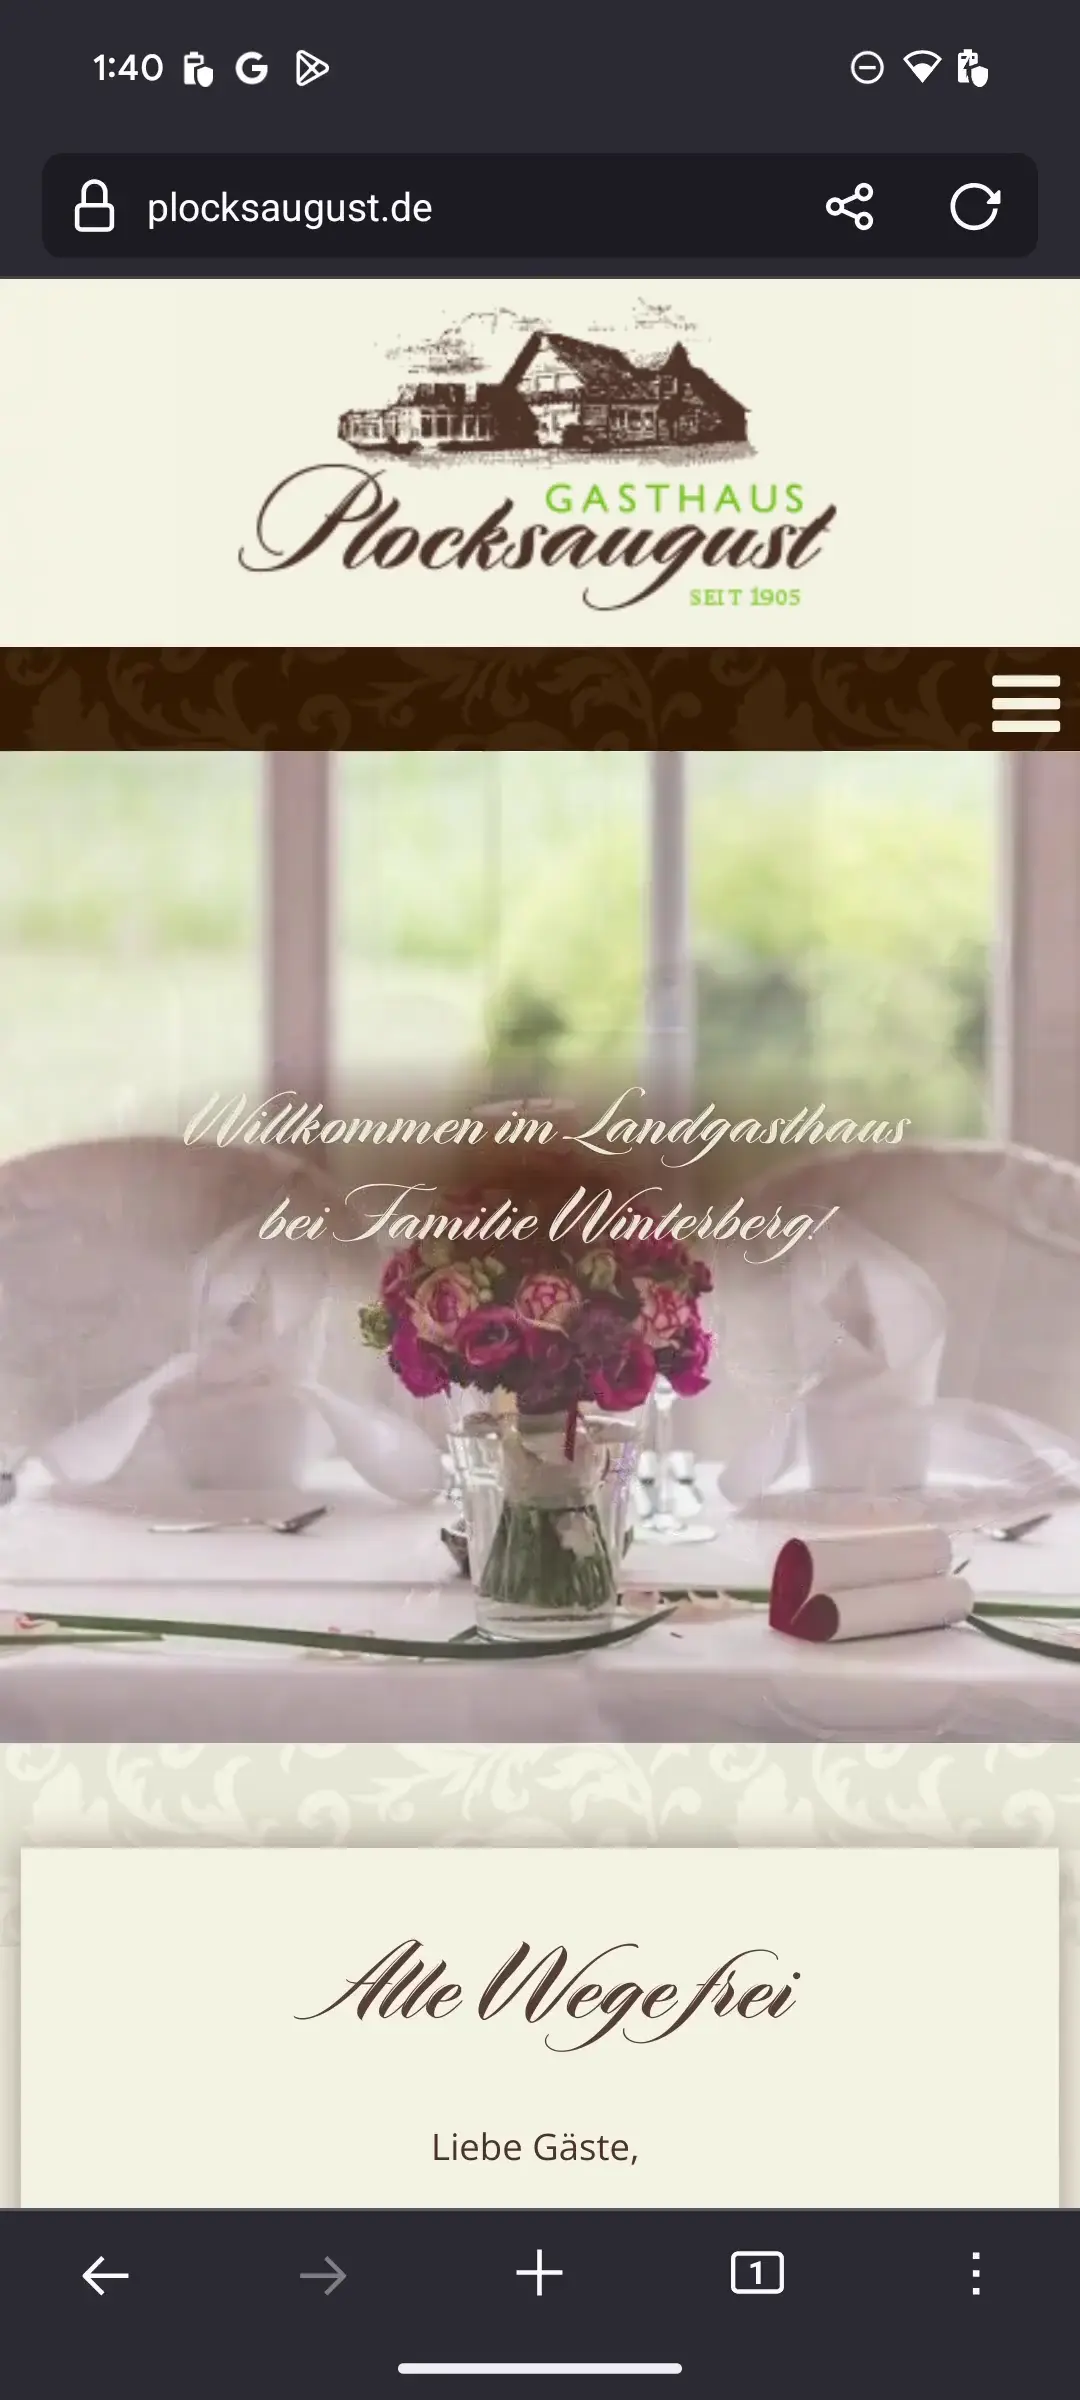 1:40
plocksaugust.de
GASTHAUS
Plocksaugust
SEIT 1905
Willkommen im Landgasthaus
bei Familie Winterberg!
Alle Wege frei
Liebe Gäste,
1